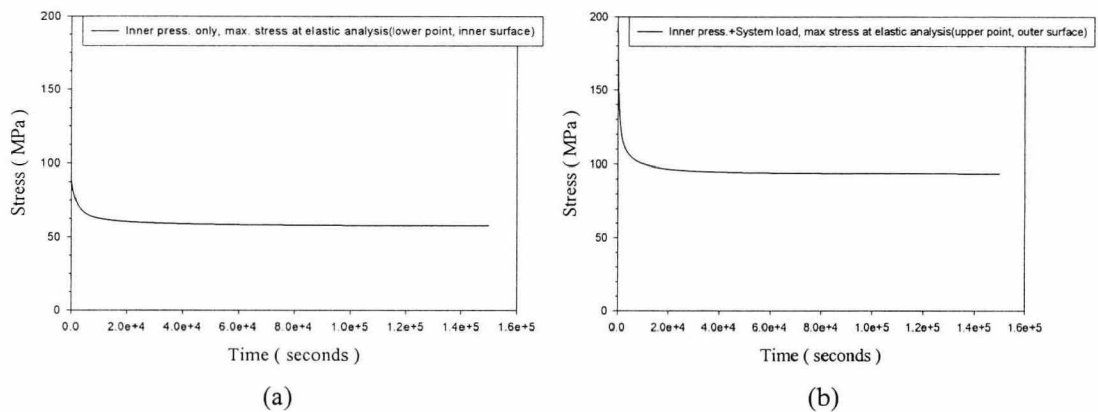 200
150
100
50
0
Stress ( MPa )
Inner press. only, max. stress at elastic analysis(lower point, inner surface)
0.0 2.0e+4 4.0e+4 6.0e+4 8.0e+4 1.0e+5 1.2e+5 1.4e+5 1.6e+5
Time ( seconds )
(a)
200
150
100
50
0
Stress ( MPa )
Inner press.+System load, max stress at elastic analysis(upper point, outer surface)
0.0 2.0e+4 4.0e+4 6.0e+4 8.0e+4 1.0e+5 1.2e+5 1.4e+5 1.6e+5
Time ( seconds )
(b)